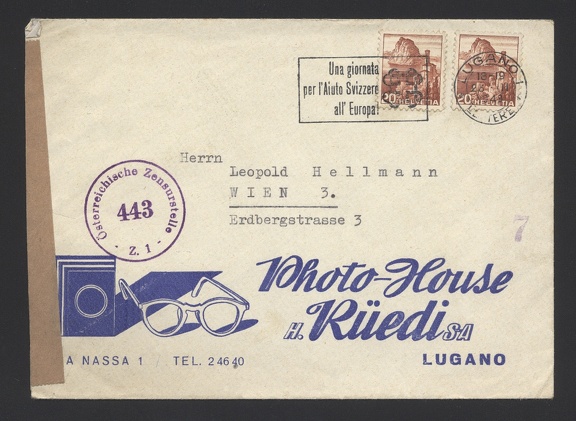 Una giornata
per l'Aiuto Svizzero
all' Europa!
20 HELVETIA
20 HELVETIA
LUGANO 1
Herrn
Leopold Hellmann
WIEN 3.
Erdbergstrasse 3
Österreichische Zensurstelle
443
- Z. 1 -
7
Photo-House
H. Rüedi SA
A NASSA 1 TEL. 24640
LUGANO